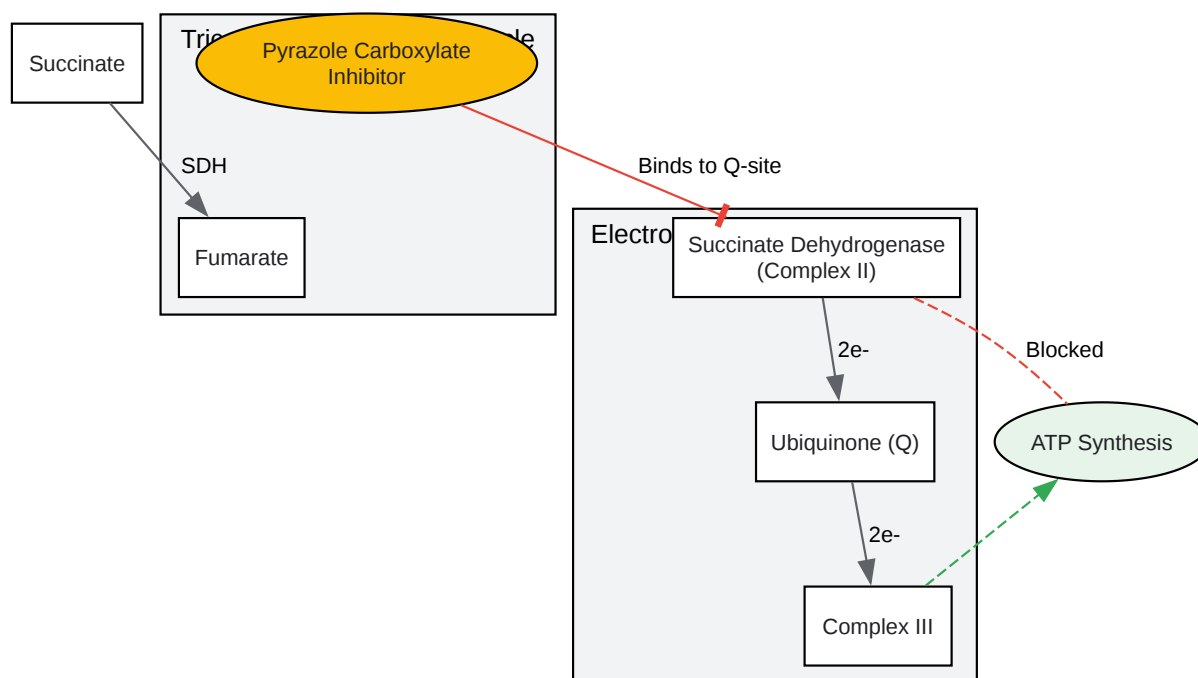 Succinate
Pyrazole Carboxylate
Inhibitor
SDH
Binds to Q-site
Fumarate
Succinate Dehydrogenase
(Complex II)
2e-
Blocked
Ubiquinone (Q)
ATP Synthesis
2e-
Complex III